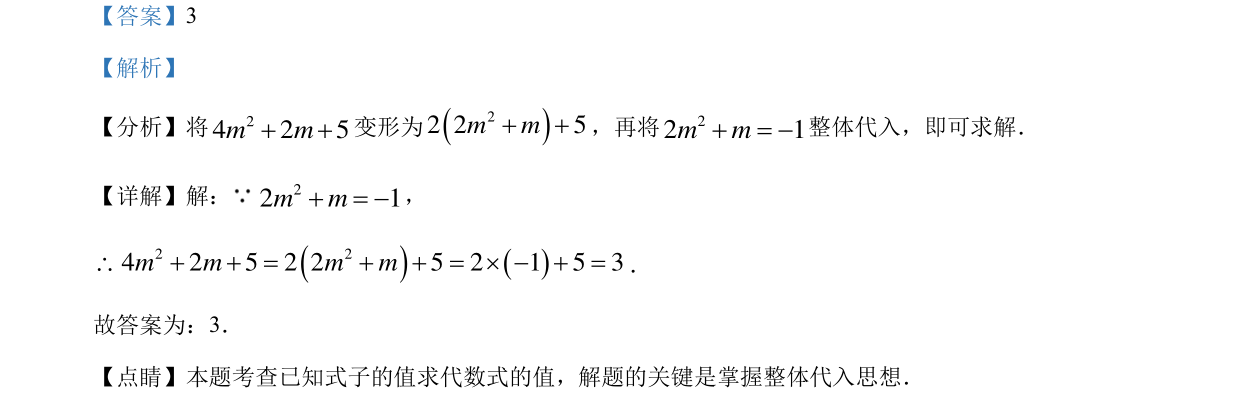 【答案】3
【解析】
【分析】将 4m² + 2m + 5 变形为 2(2m² + m) + 5，再将 2m² + m = −1 整体代入，即可求解．
【详解】解：∵ 2m² + m = −1，
∴ 4m² + 2m + 5 = 2(2m² + m) + 5 = 2×(−1) + 5 = 3．
故答案为：3．
【点睛】本题考查已知式子的值求代数式的值，解题的关键是掌握整体代入思想．